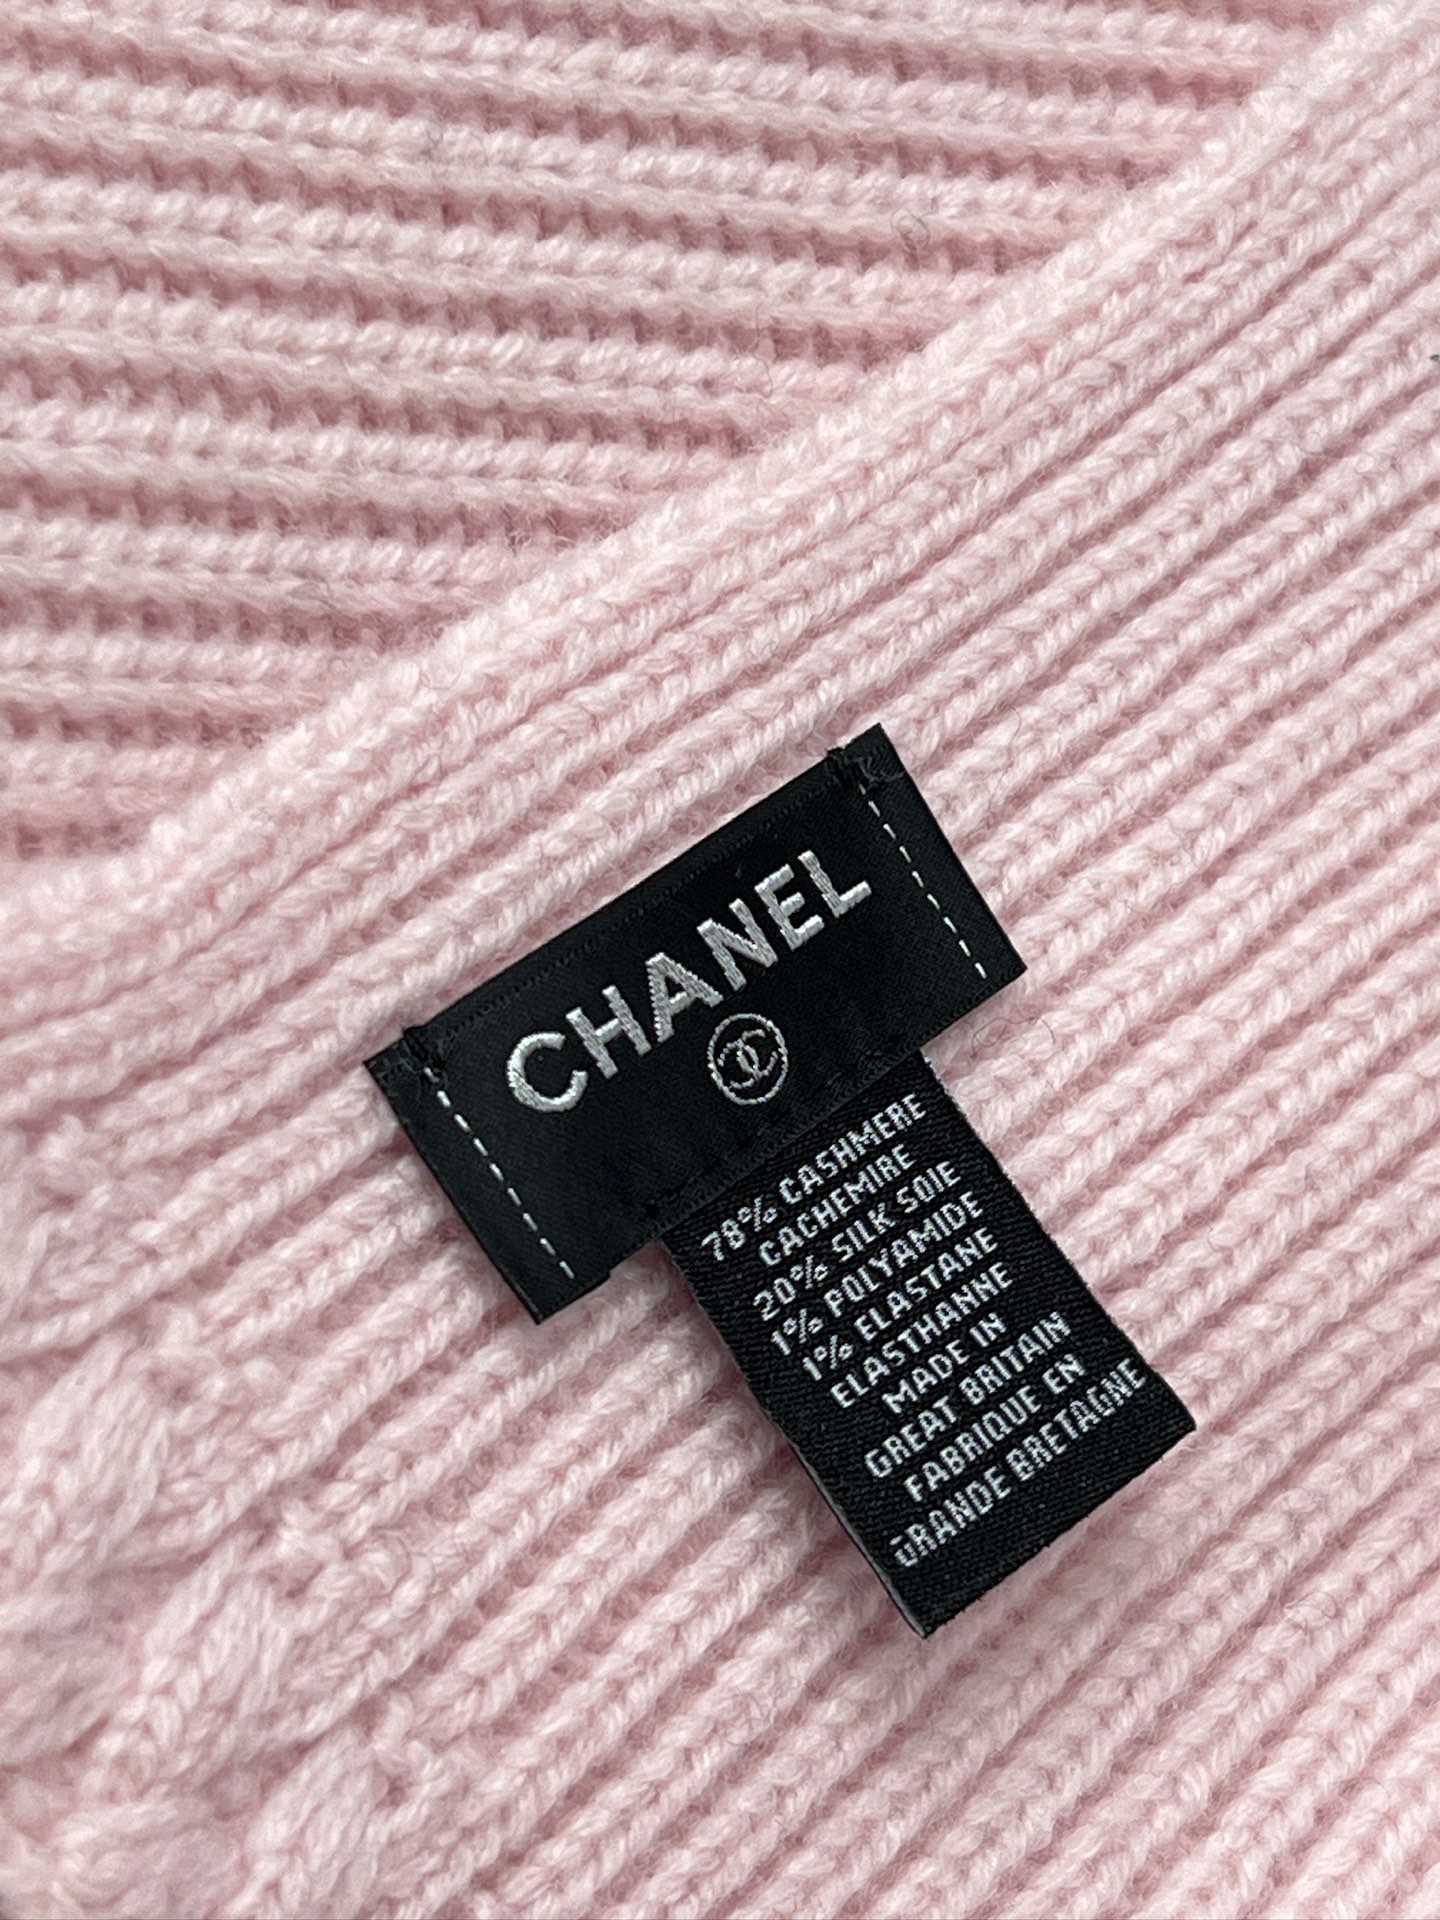 CHANEL
78% CASHMERE
CACHEMIRE
20% SILK SOIE
1% POLYAMIDE
1% ELASTANE
ELASTHANNE
MADE IN
GREAT BRITAIN
FABRIQUE EN
GRANDE BRETAGNE